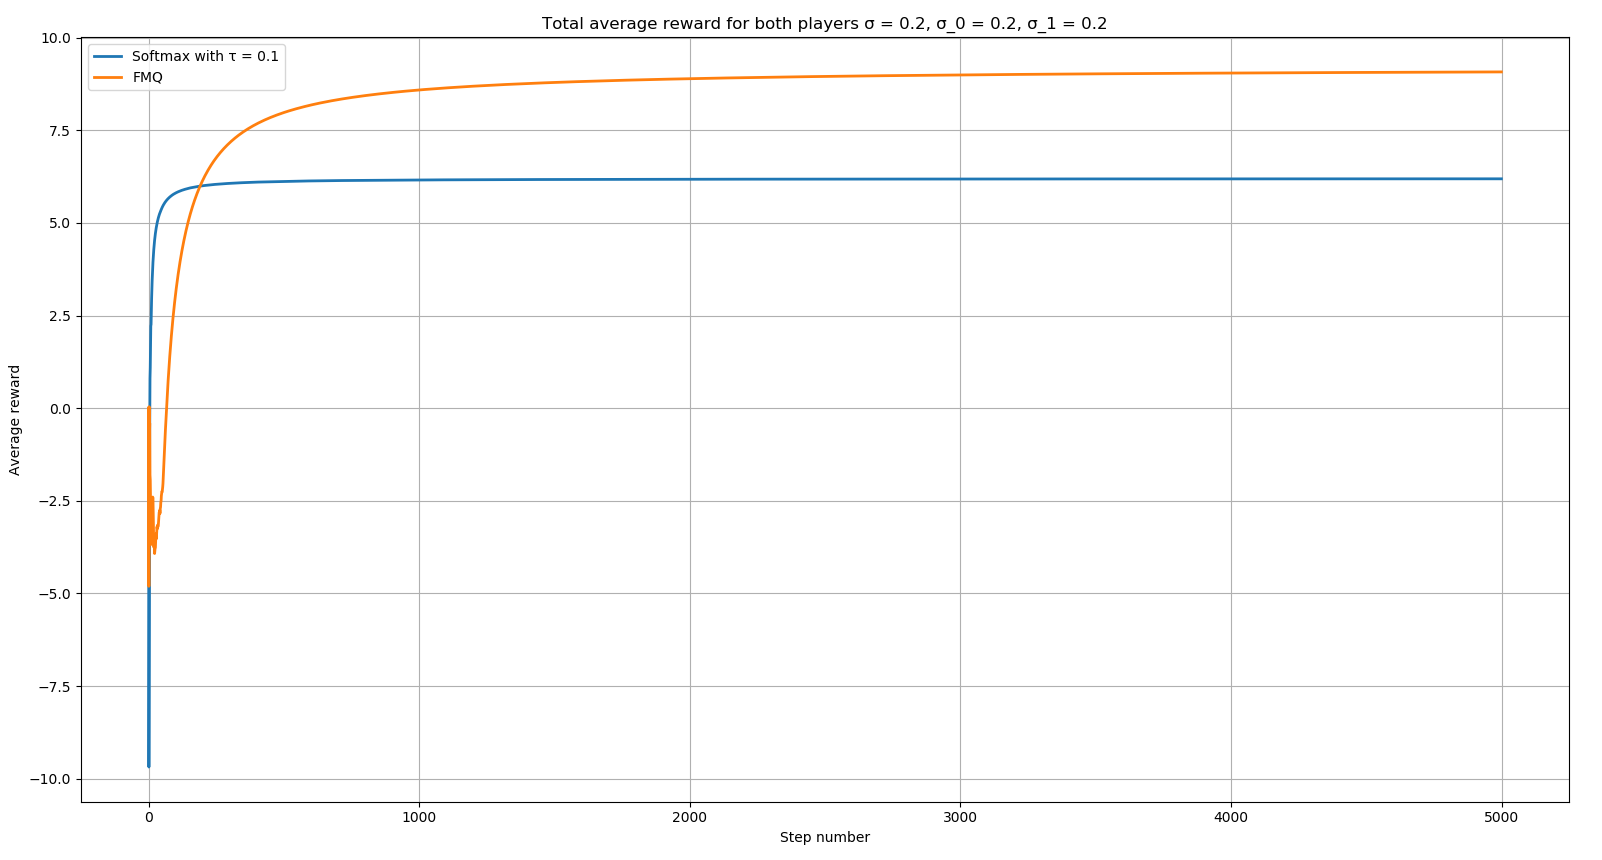 Total average reward for both players σ = 0.2, σ_0 = 0.2, σ_1 = 0.2
Softmax with τ = 0.1
FMQ
Average reward
10.0
7.5
5.0
2.5
0.0
−2.5
−5.0
−7.5
−10.0
0 1000 2000 3000 4000 5000
Step number